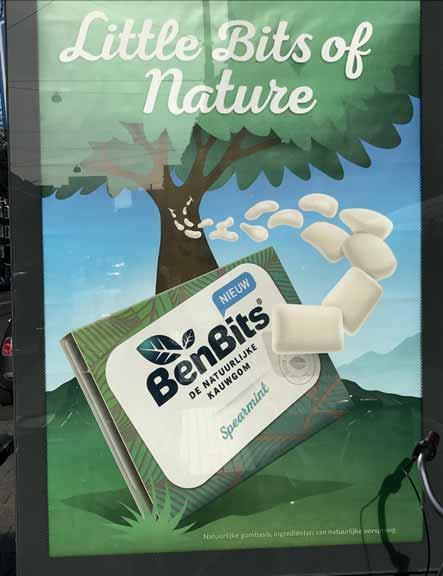 Little Bits of
Nature
NIEUW
BenBits®
DE NATUURLIJKE
KAUWGOM
Spearmint
Natuurlijke gombasis, ingrediënten van natuurlijke oorsprong.